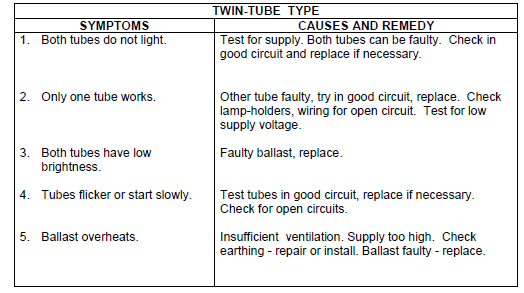 TWIN-TUBE TYPE
SYMPTOMS
CAUSES AND REMEDY
1. Both tubes do not light.
Test for supply. Both tubes can be faulty. Check in
good circuit and replace if necessary.
2. Only one tube works.
Other tube faulty, try in good circuit, replace. Check
lamp-holders, wiring for open circuit. Test for low
supply voltage.
3. Both tubes have low
brightness.
Faulty ballast, replace.
4. Tubes flicker or start slowly.
Test tubes in good circuit, replace if necessary.
Check for open circuits.
5. Ballast overheats.
Insufficient ventilation. Supply too high. Check
earthing - repair or install. Ballast faulty - replace.